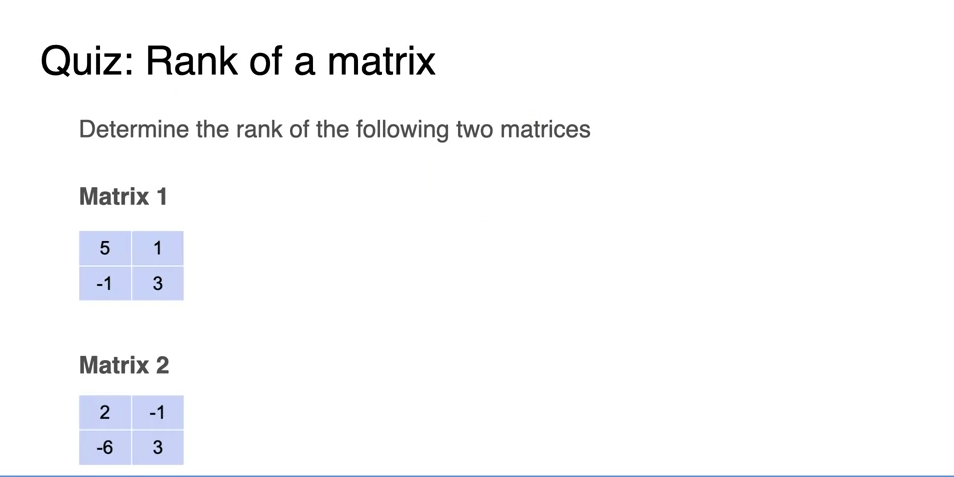 Quiz: Rank of a matrix
Determine the rank of the following two matrices
Matrix 1
5 1
-1 3
Matrix 2
2 -1
-6 3